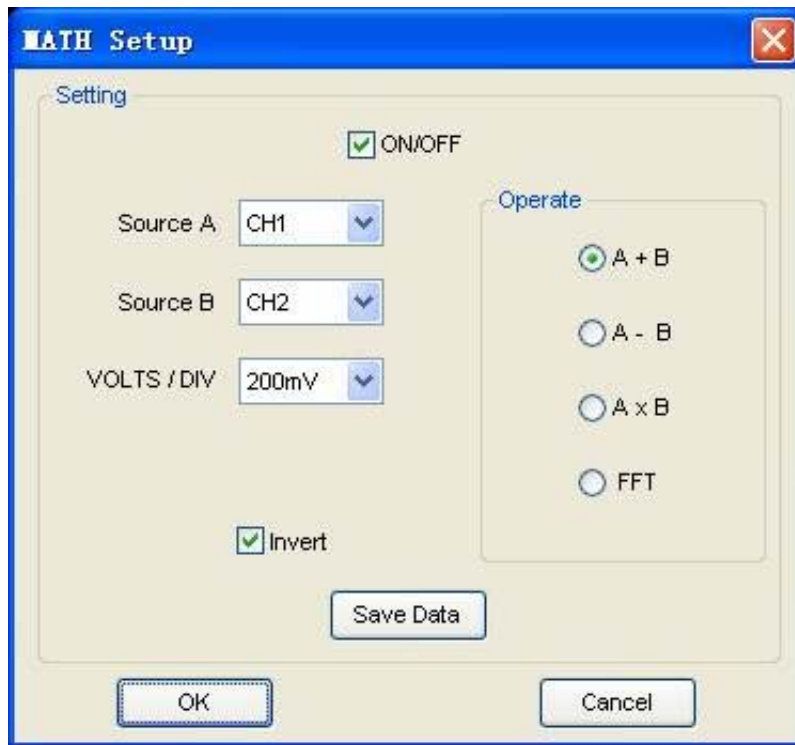 MATH Setup
Setting
ON/OFF
Source A CH1
Source B CH2
VOLTS / DIV 200mV
Invert
Operate
A + B
A - B
A x B
FFT
Save Data
OK Cancel